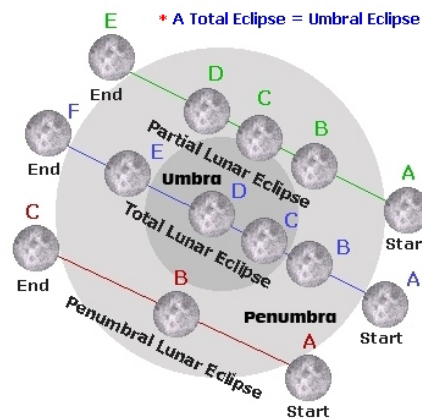 * A Total Eclipse = Umbral Eclipse
E
End
D
C
B
A
Start
Partial Lunar Eclipse
F
End
E
Umbra
D
C
B
A
Start
Total Lunar Eclipse
C
End
B
Penumbra
A
Start
Penumbral Lunar Eclipse